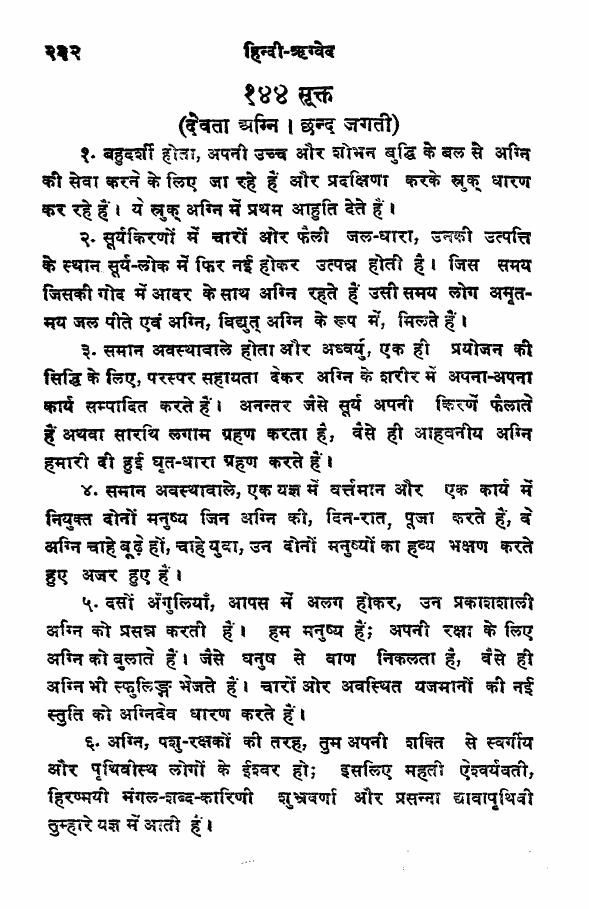 २१२ हिन्दी-ऋग्वेद
१४४ सूक्त
(देवता अग्नि । छन्द जगती)
१. बहुदर्शी होता, अपनी उच्च और शोभन बुद्धि के बल से अग्नि
की सेवा करने के लिए जा रहे हैं और प्रदक्षिणा करके स्रुक् धारण
कर रहे हैं। ये स्रुक् अग्नि में प्रथम आहुति देते हैं।
२. सूर्यकिरणों में चारों ओर फैली जल-धारा, उनकी उत्पत्ति
के स्थान सूर्य-लोक में फिर नई होकर उत्पन्न होती है। जिस समय
जिसकी गोद में आदर के साथ अग्नि रहते हैं उसी समय लोग अमृत-
मय जल पीते एवं अग्नि, विद्युत् अग्नि के रूप में, मिलते हैं।
३. समान अवस्थावाले होता और अध्वर्यु, एक ही प्रयोजन की
सिद्धि के लिए, परस्पर सहायता देकर अग्नि के शरीर में अपना-अपना
कार्य सम्पादित करते हैं। अनन्तर जैसे सूर्य अपनी किरणें फैलाते
हैं अथवा सारथि लगाम ग्रहण करता है, वैसे ही आहवनीय अग्नि
हमारी दी हुई घृत-धारा ग्रहण करते हैं।
४. समान अवस्थावाले, एक यज्ञ में वर्त्तमान और एक कार्य में
नियुक्त दोनों मनुष्य जिन अग्नि की, दिन-रात, पूजा करते हैं, वे
अग्नि चाहे बूढ़े हों, चाहे युवा, उन दोनों मनुष्यों का हव्य भक्षण करते
हुए अजर हुए हैं।
५. दसों अँगुलियाँ, आपस में अलग होकर, उन प्रकाशशाली
अग्नि को प्रसन्न करती हैं। हम मनुष्य हैं; अपनी रक्षा के लिए
अग्नि को बुलाते हैं। जैसे धनुष से बाण निकलता है, वैसे ही
अग्नि भी स्फुलिङ्ग भेजते हैं। चारों ओर अवस्थित यजमानों की नई
स्तुति को अग्निदेव धारण करते हैं।
६. अग्नि, पशु-रक्षकों की तरह, तुम अपनी शक्ति से स्वर्गीय
और पृथिवीस्थ लोगों के ईश्वर हो; इसलिए महती ऐश्वर्यवती,
हिरण्मयी मंगल-शब्द-कारिणी शुभ्रवर्णा और प्रसन्ना द्यावापृथिवी
तुम्हारे यज्ञ में आती हैं।